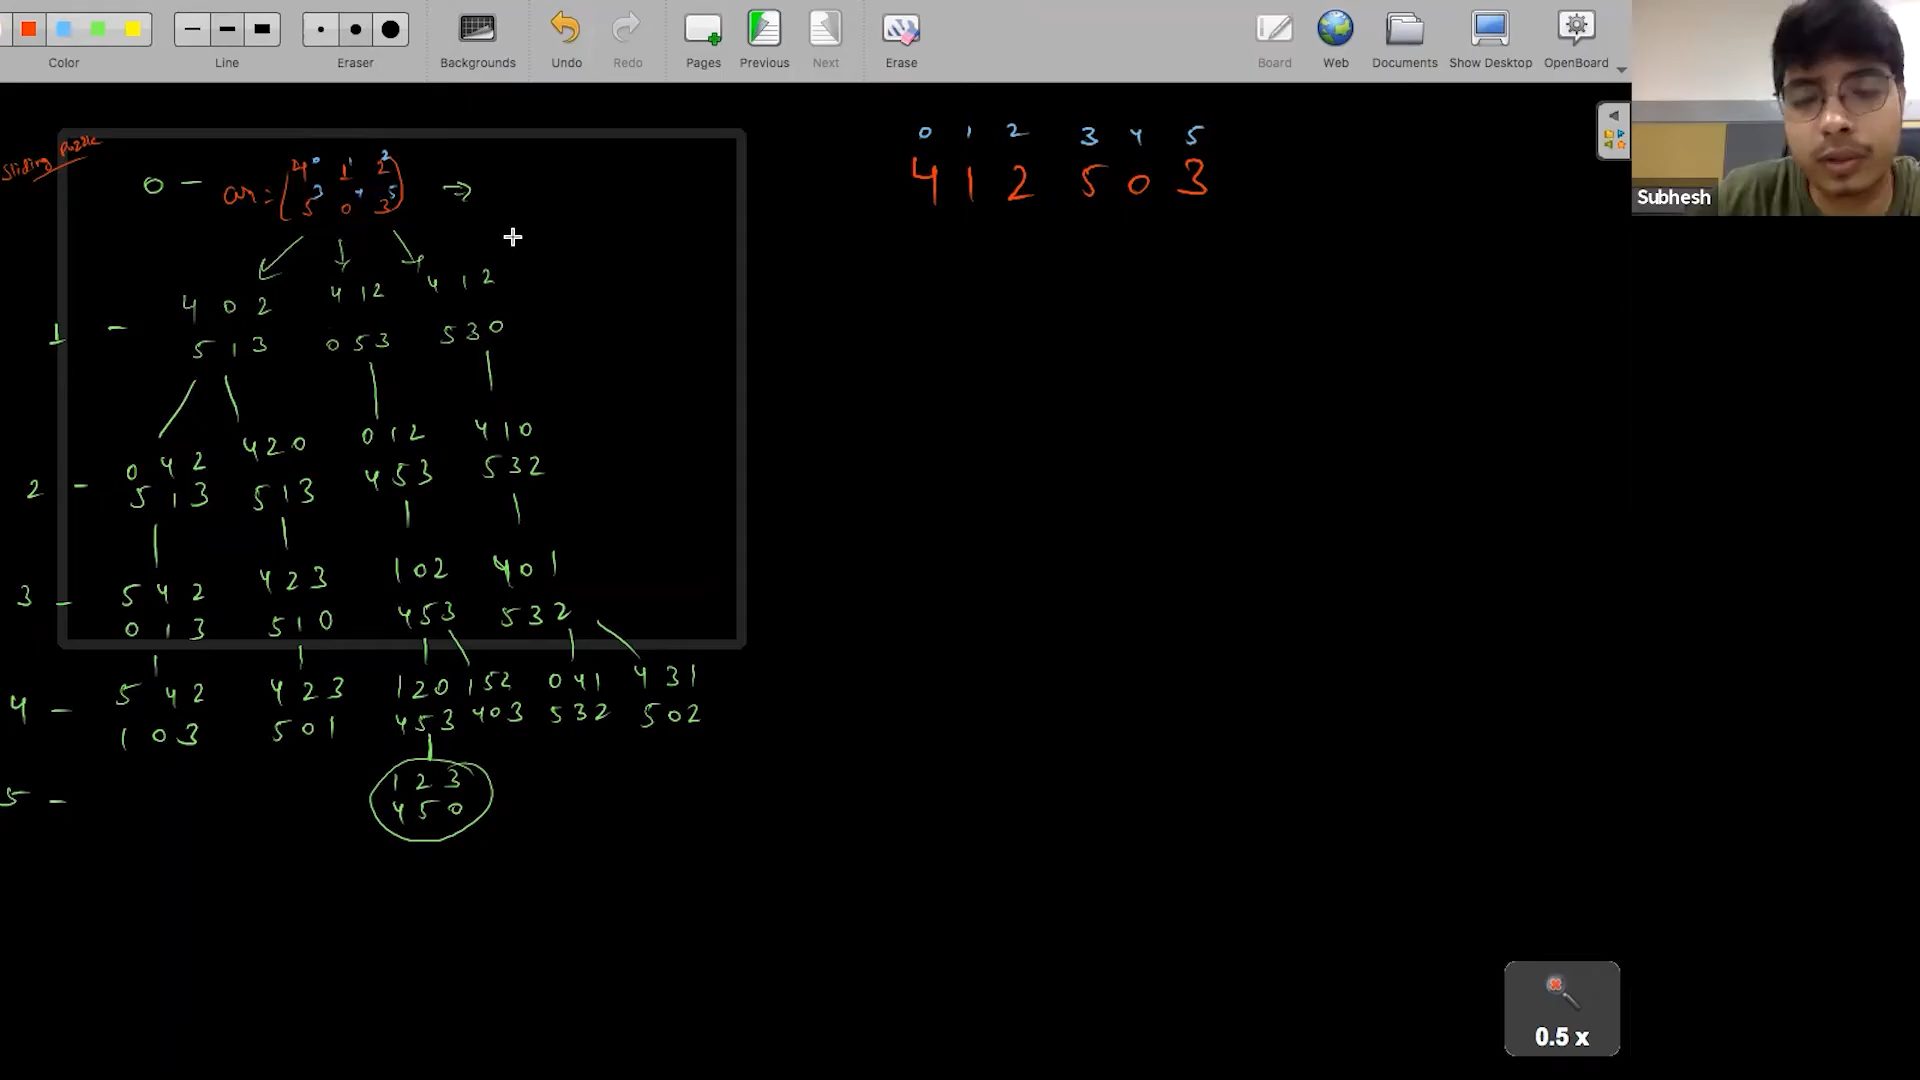 Color Line Eraser Backgrounds Undo Redo Pages Previous Next Erase Board Web Documents Show Desktop OpenBoard
Subhesh
Sliding Puzzle
0 1 2 3 4 5
4 1 2 5 0 3
0 - arr = 4 0 1 1 2 2 →
5 3 0 4 3 5
4 0 2 4 1 2 4 1 2
1 - 5 1 3 0 5 3 5 3 0
0 4 2 4 2 0 0 1 2 4 1 0
2 - 5 1 3 5 1 3 4 5 3 5 3 2
5 4 2 4 2 3 1 0 2 4 0 1
3 - 0 1 3 5 1 0 4 5 3 5 3 2
5 4 2 4 2 3 1 2 0 1 5 2 0 4 1 4 3 1
4 - 1 0 3 5 0 1 4 5 3 4 0 3 5 3 2 5 0 2
1 2 3
5 - 4 5 0
0.5 x